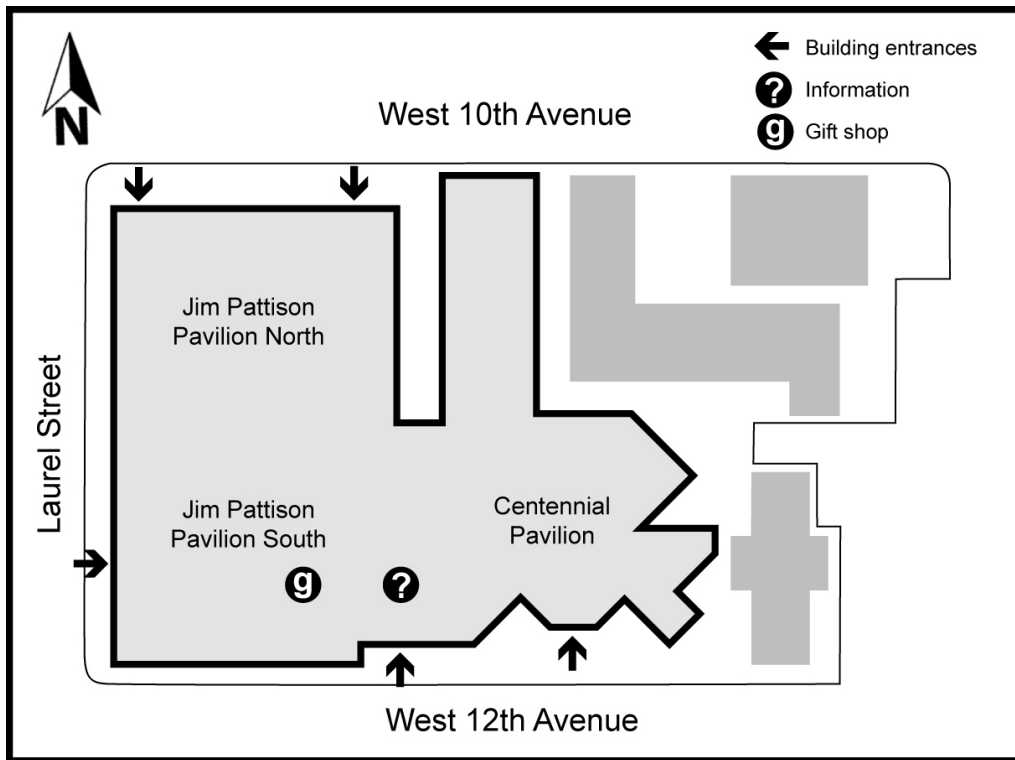 Building entrances
? Information
g Gift shop
N
West 10th Avenue
Jim Pattison
Pavilion North
Laurel Street
Jim Pattison
Pavilion South
Centennial
Pavilion
g
?
West 12th Avenue